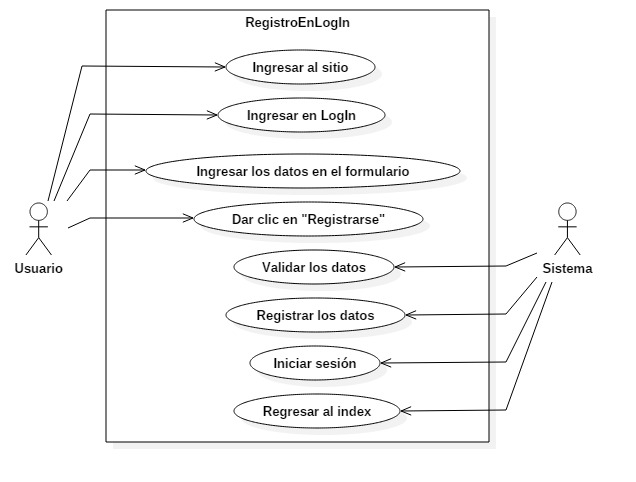 RegistroEnLogIn
Ingresar al sitio
Ingresar en LogIn
Ingresar los datos en el formulario
Dar clic en "Registrarse"
Usuario
Validar los datos
Sistema
Registrar los datos
Iniciar sesión
Regresar al index